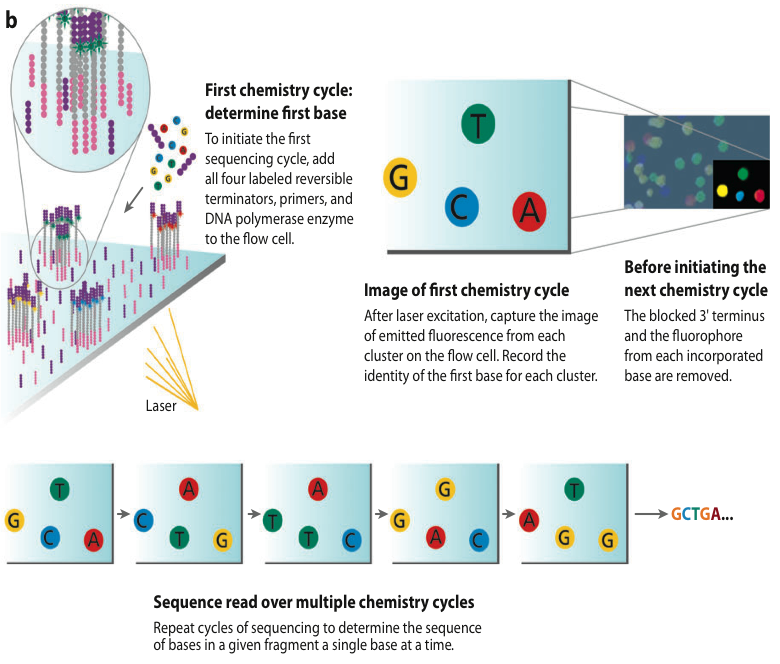 b
First chemistry cycle:
determine first base
To initiate the first
sequencing cycle, add
all four labeled reversible
terminators, primers, and
DNA polymerase enzyme
to the flow cell.
Laser
T
G
C
A
Image of first chemistry cycle
After laser excitation, capture the image
of emitted fluorescence from each
cluster on the flow cell. Record the
identity of the first base for each cluster.
Before initiating the
next chemistry cycle
The blocked 3' terminus
and the fluorophore
from each incorporated
base are removed.
T
G
C
A
A
C
T
G
A
T
T
C
G
G
A
C
T
A
G
G
GCTGA...
Sequence read over multiple chemistry cycles
Repeat cycles of sequencing to determine the sequence
of bases in a given fragment a single base at a time.